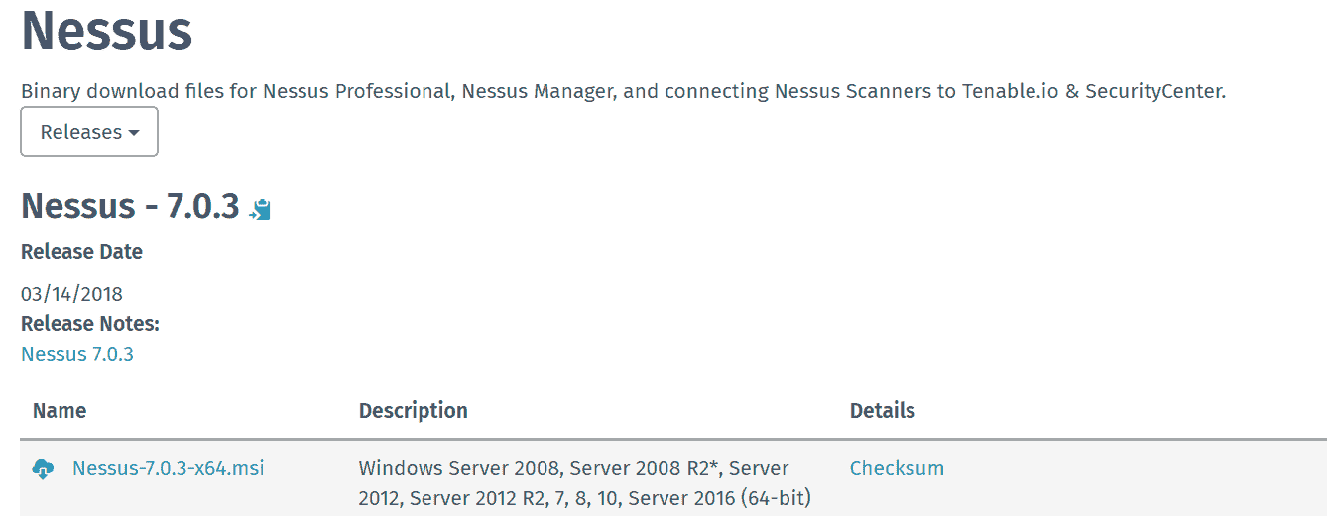 Nessus
Binary download files for Nessus Professional, Nessus Manager, and connecting Nessus Scanners to Tenable.io & SecurityCenter.
Releases
Nessus - 7.0.3
Release Date
03/14/2018
Release Notes:
Nessus 7.0.3
Name Description Details
Nessus-7.0.3-x64.msi Windows Server 2008, Server 2008 R2*, Server Checksum
2012, Server 2012 R2, 7, 8, 10, Server 2016 (64-bit)